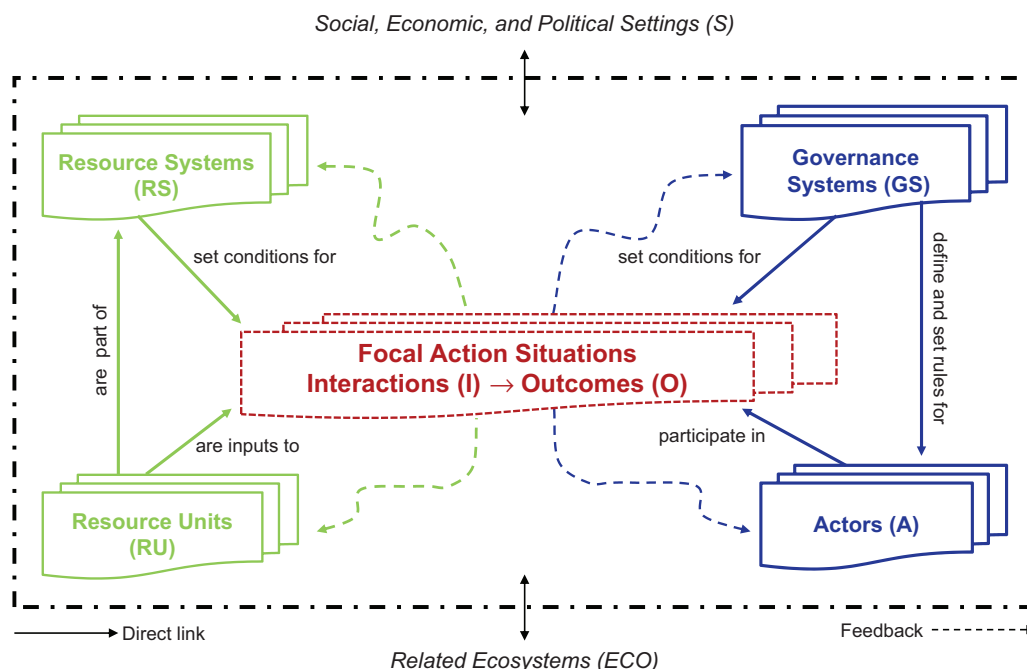 Social, Economic, and Political Settings (S)
Resource Systems
(RS)
Governance
Systems (GS)
set conditions for
set conditions for
are part of
define and set rules for
Focal Action Situations
Interactions (I) → Outcomes (O)
are inputs to
participate in
Resource Units
(RU)
Actors (A)
Direct link
Feedback
Related Ecosystems (ECO)